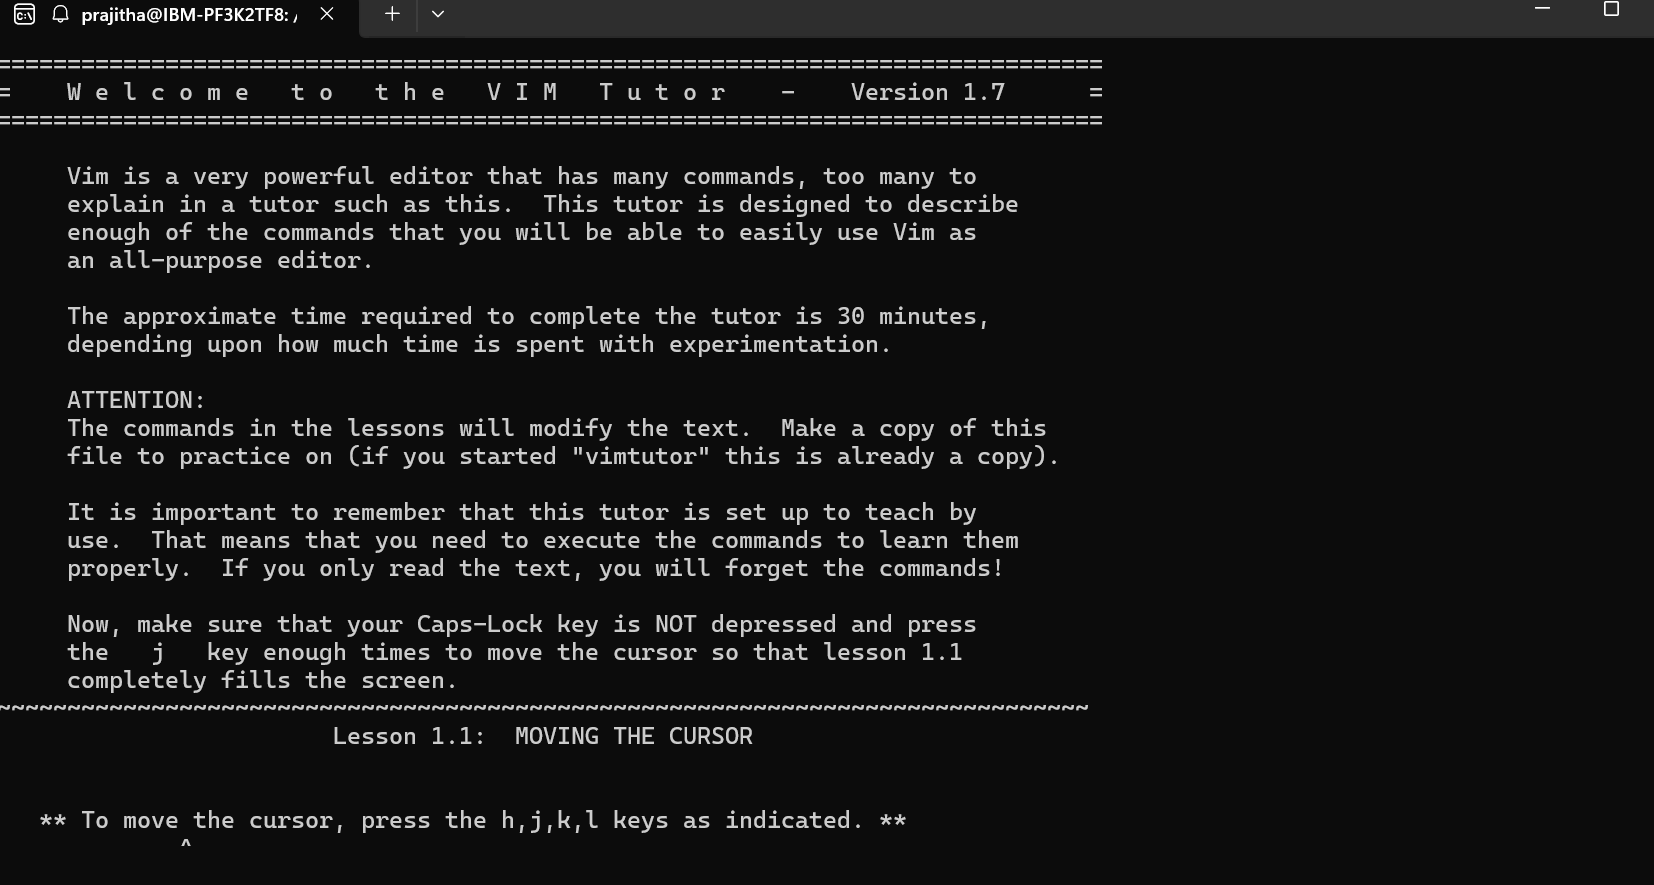 prajitha@IBM-PF3K2TF8: /
===============================================================================
=    W e l c o m e   t o   t h e   V I M   T u t o r    -    Version 1.7      =
===============================================================================
Vim is a very powerful editor that has many commands, too many to
explain in a tutor such as this.  This tutor is designed to describe
enough of the commands that you will be able to easily use Vim as
an all-purpose editor.
The approximate time required to complete the tutor is 30 minutes,
depending upon how much time is spent with experimentation.
ATTENTION:
The commands in the lessons will modify the text.  Make a copy of this
file to practice on (if you started "vimtutor" this is already a copy).
It is important to remember that this tutor is set up to teach by
use.  That means that you need to execute the commands to learn them
properly.  If you only read the text, you will forget the commands!
Now, make sure that your Caps-Lock key is NOT depressed and press
the   j   key enough times to move the cursor so that lesson 1.1
completely fills the screen.
~~~~~~~~~~~~~~~~~~~~~~~~~~~~~~~~~~~~~~~~~~~~~~~~~~~~~~~~~~~~~~~~~~~~~~~~~~~~~~
Lesson 1.1:  MOVING THE CURSOR
** To move the cursor, press the h,j,k,l keys as indicated. **
^